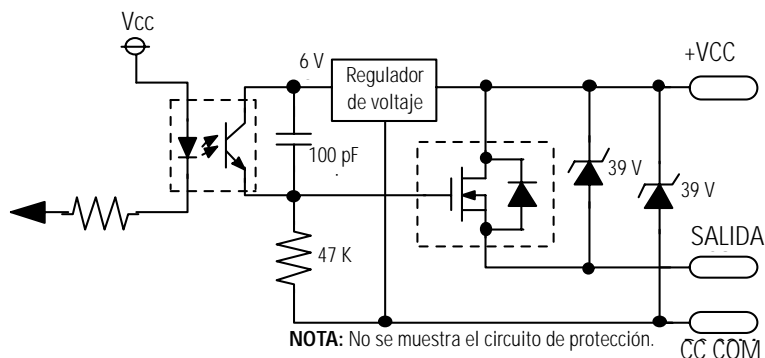 Vcc
6 V
Regulador
de voltaje
+VCC
100 pF
39 V
39 V
47 K
SALIDA
NOTA: No se muestra el circuito de protección.
CC COM